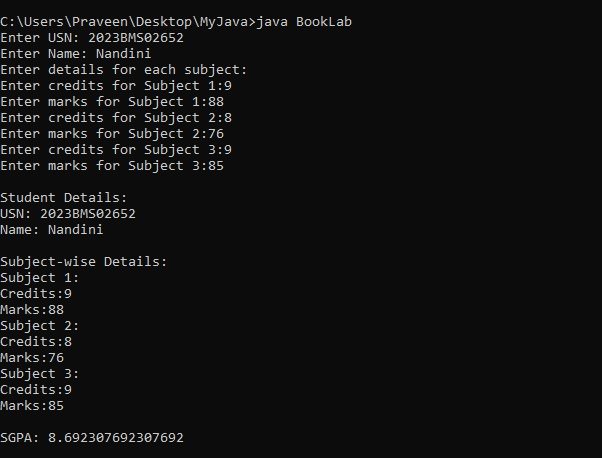 C:\Users\Praveen\Desktop\MyJava>java BookLab
Enter USN: 2023BMS02652
Enter Name: Nandini
Enter details for each subject:
Enter credits for Subject 1:9
Enter marks for Subject 1:88
Enter credits for Subject 2:8
Enter marks for Subject 2:76
Enter credits for Subject 3:9
Enter marks for Subject 3:85
Student Details:
USN: 2023BMS02652
Name: Nandini
Subject-wise Details:
Subject 1:
Credits:9
Marks:88
Subject 2:
Credits:8
Marks:76
Subject 3:
Credits:9
Marks:85
SGPA: 8.692307692307692